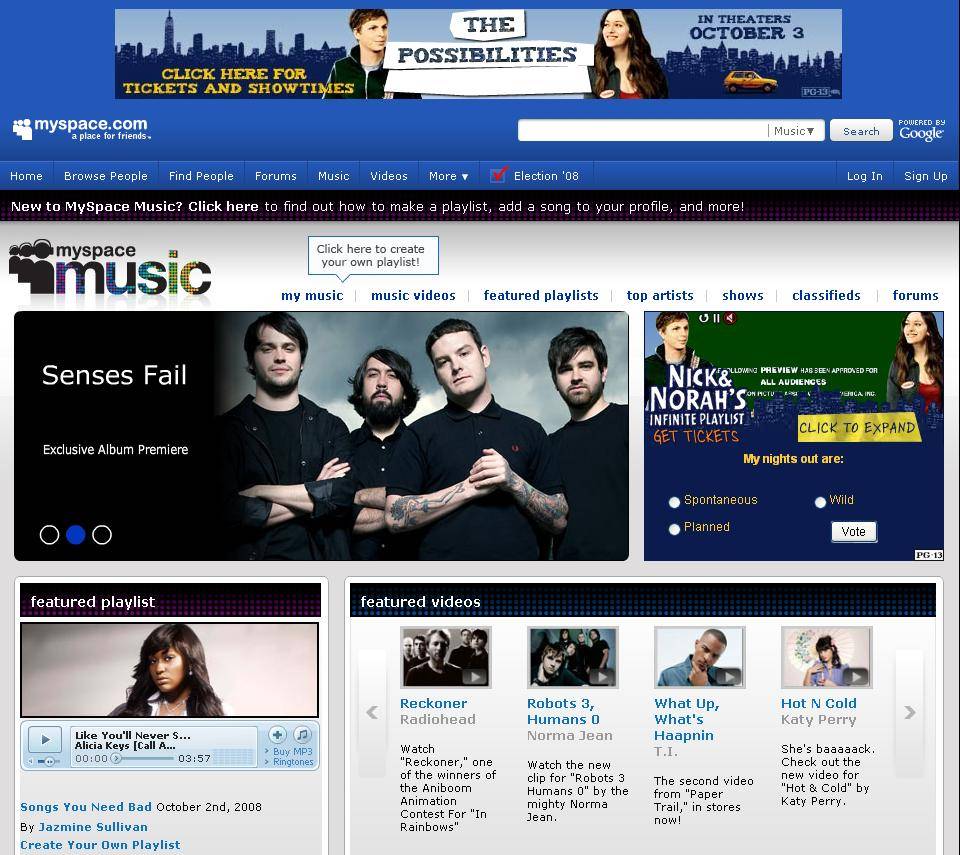 THE
POSSIBILITIES
IN THEATERS
OCTOBER 3
CLICK HERE FOR
TICKETS AND SHOWTIMES
PG-13
myspace.com
a place for friends
Music▼
Search
POWERED BY
Google
Home
Browse People
Find People
Forums
Music
Videos
More ▼
Election '08
Log In
Sign Up
New to MySpace Music? Click here to find out how to make a playlist, add a song to your profile, and more!
myspace
music
Click here to create
your own playlist!
my music
music videos
featured playlists
top artists
shows
classifieds
forums
Senses Fail
Exclusive Album Premiere
PREVIEW HAS BEEN APPROVED FOR
ALL AUDIENCES
NICK &
NORAH'S
INFINITE PLAYLIST
GET TICKETS
CLICK TO EXPAND
My nights out are:
Spontaneous
Wild
Planned
Vote
PG-13
featured playlist
Like You'll Never S...
Alicia Keys [Call A...
00:00
03:57
Buy MP3
Ringtones
Songs You Need Bad October 2nd, 2008
By Jazmine Sullivan
Create Your Own Playlist
featured videos
Reckoner
Radiohead
Watch
"Reckoner," one
of the winners of
the Aniboom
Animation
Contest For "In
Rainbows"
Robots 3,
Humans 0
Norma Jean
Watch the new
clip for "Robots 3
Humans 0" by the
mighty Norma
Jean.
What Up,
What's
Haapnin
T.I.
The second video
from "Paper
Trail," in stores
now!
Hot N Cold
Katy Perry
She's baaaaack.
Check out the
new video for
"Hot & Cold" by
Katy Perry.